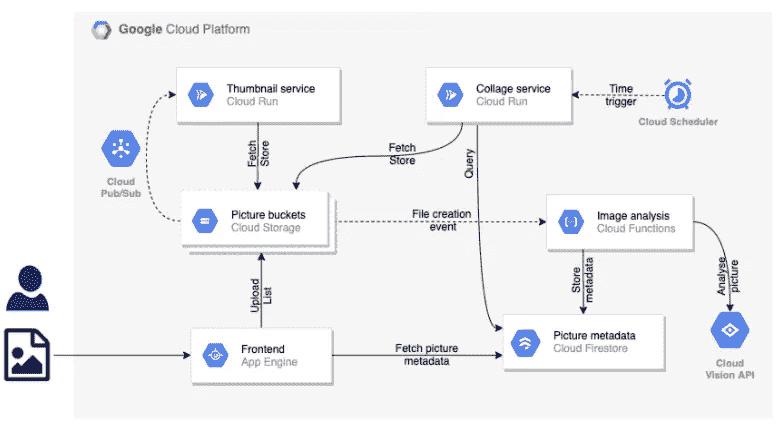 Google Cloud Platform
Thumbnail service
Cloud Run
Collage service
Cloud Run
Time
trigger
Cloud Scheduler
Cloud
Pub/Sub
Fetch
Store
Fetch
Store
Query
Picture buckets
Cloud Storage
File creation
event
Image analysis
Cloud Functions
Upload
List
Store
metadata
Analyse
picture
Frontend
App Engine
Fetch picture
metadata
Picture metadata
Cloud Firestore
Cloud
Vision API